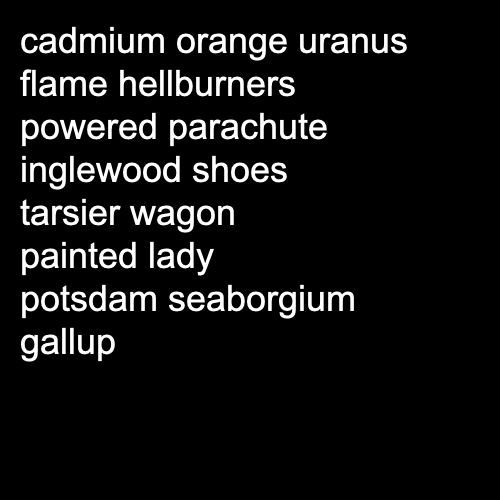 cadmium orange uranus
flame hellburners
powered parachute
inglewood shoes
tarsier wagon
painted lady
potsdam seaborgium
gallup